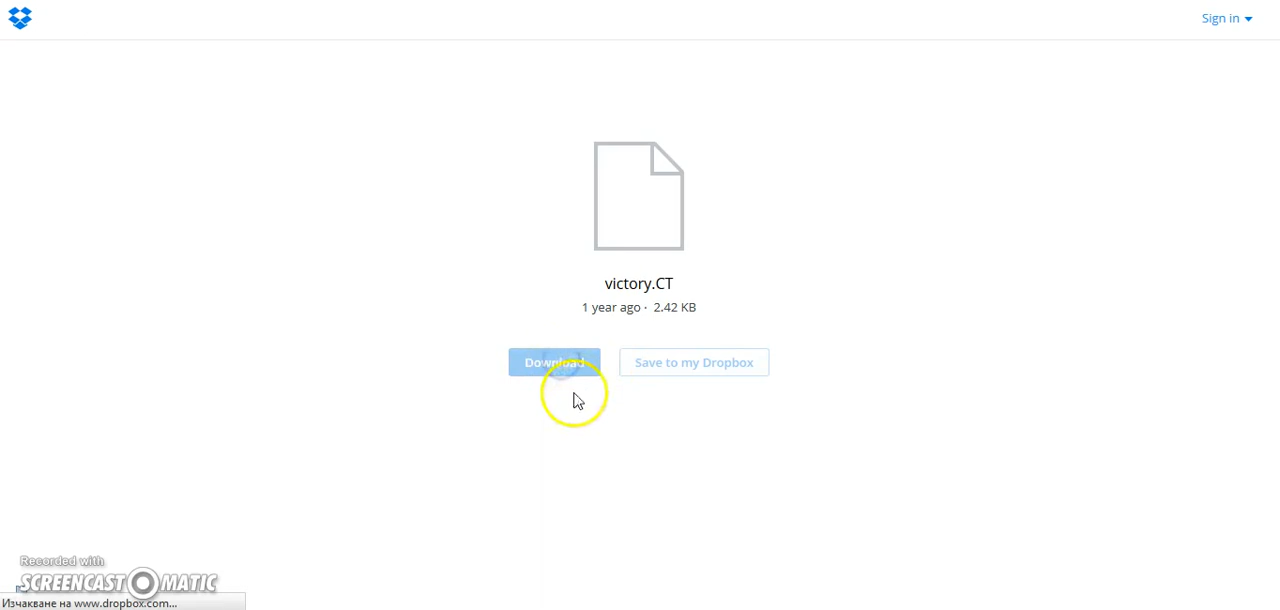 Sign in
victory.CT
1 year ago · 2.42 KB
Download
Save to my Dropbox
Recorded with
SCREENCAST MATIC
Изчакване на www.dropbox.com...